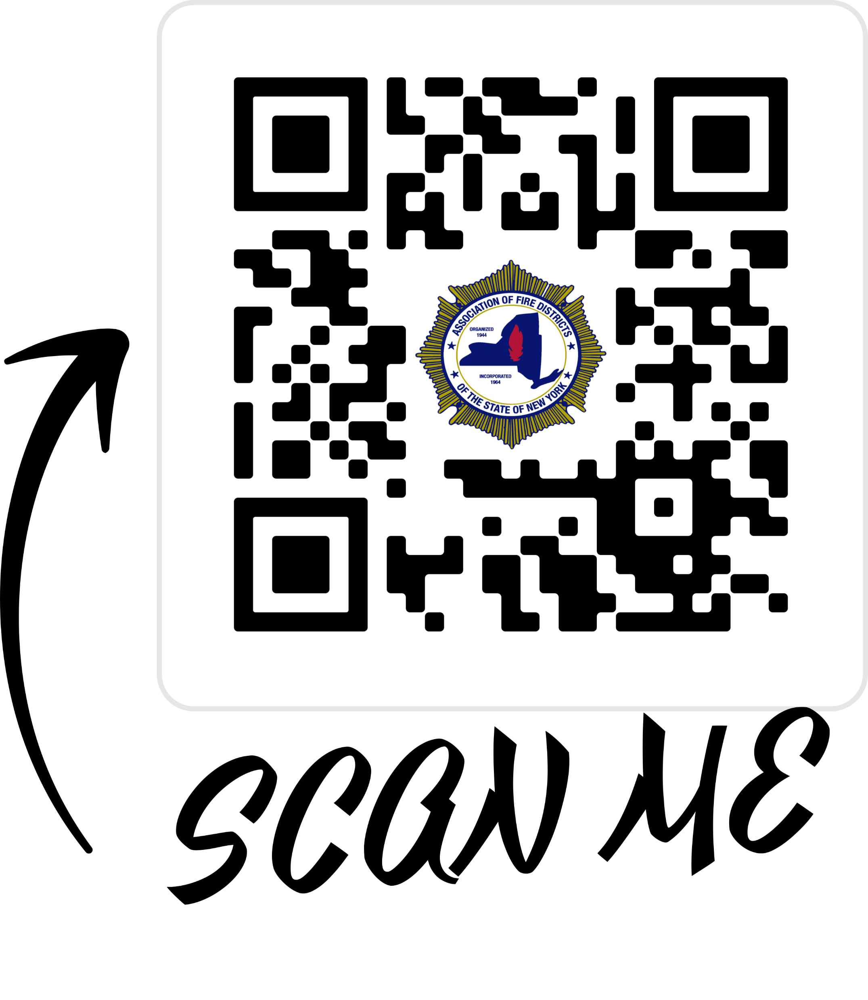 ASSOCIATION OF FIRE DISTRICTS
ORGANIZED
1944
INCORPORATED
1964
OF THE STATE OF NEW YORK
SCAN ME